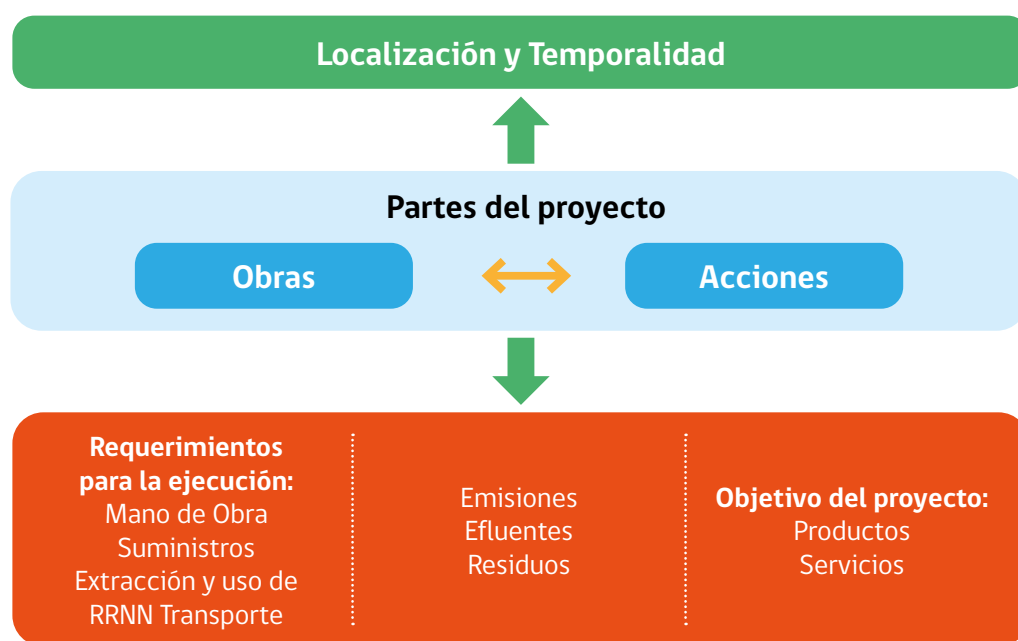 Localización y Temporalidad
Partes del proyecto
Obras
Acciones
Requerimientos
para la ejecución:
Mano de Obra
Suministros
Extracción y uso de
RRNN Transporte
Emisiones
Efluentes
Residuos
Objetivo del proyecto:
Productos
Servicios